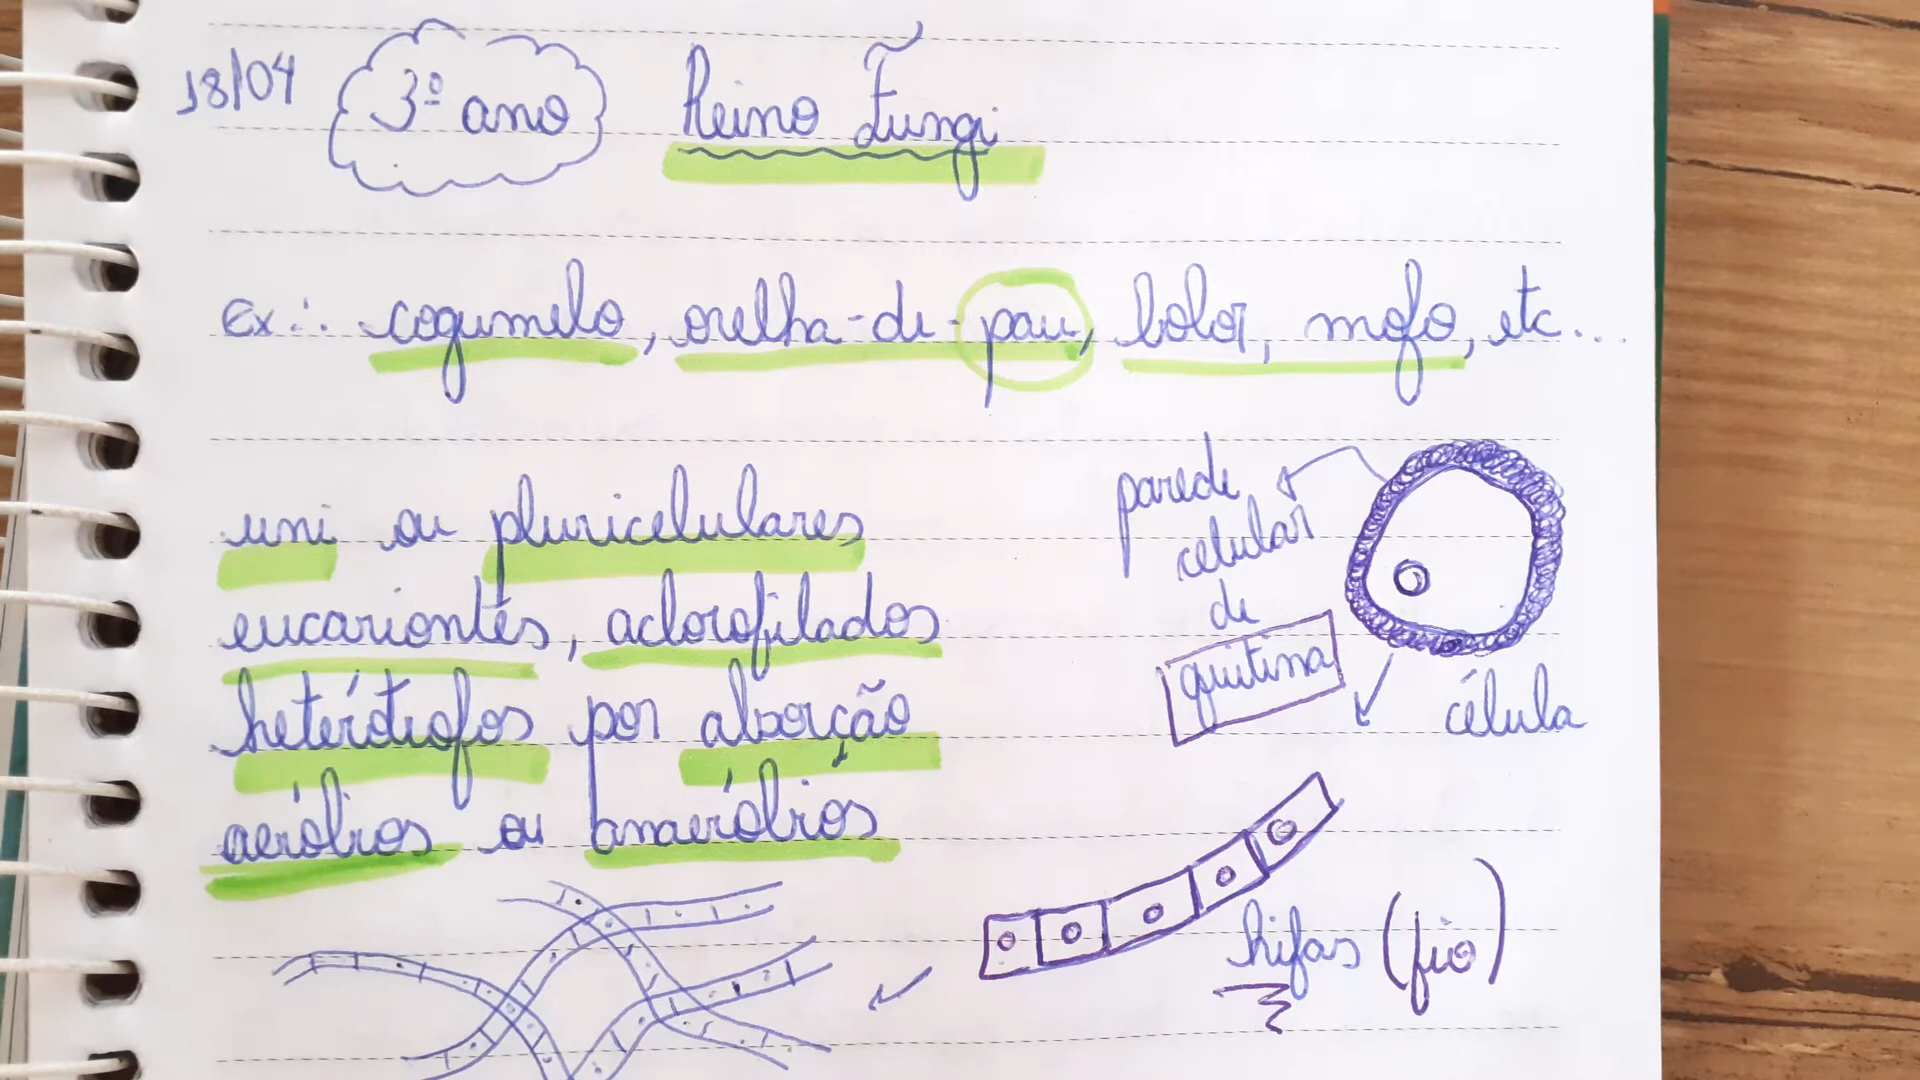 18/04 3º ano Reino Fungi
Ex.: cogumelo, orelha-de-pau, bolor, mofo, etc...
uni ou pluricelulares
eucariontes, aclorofilados
heterótrofos por absorção
aeróbios ou anaeróbios
parede
celular
de
quitina
célula
hifas (fio)